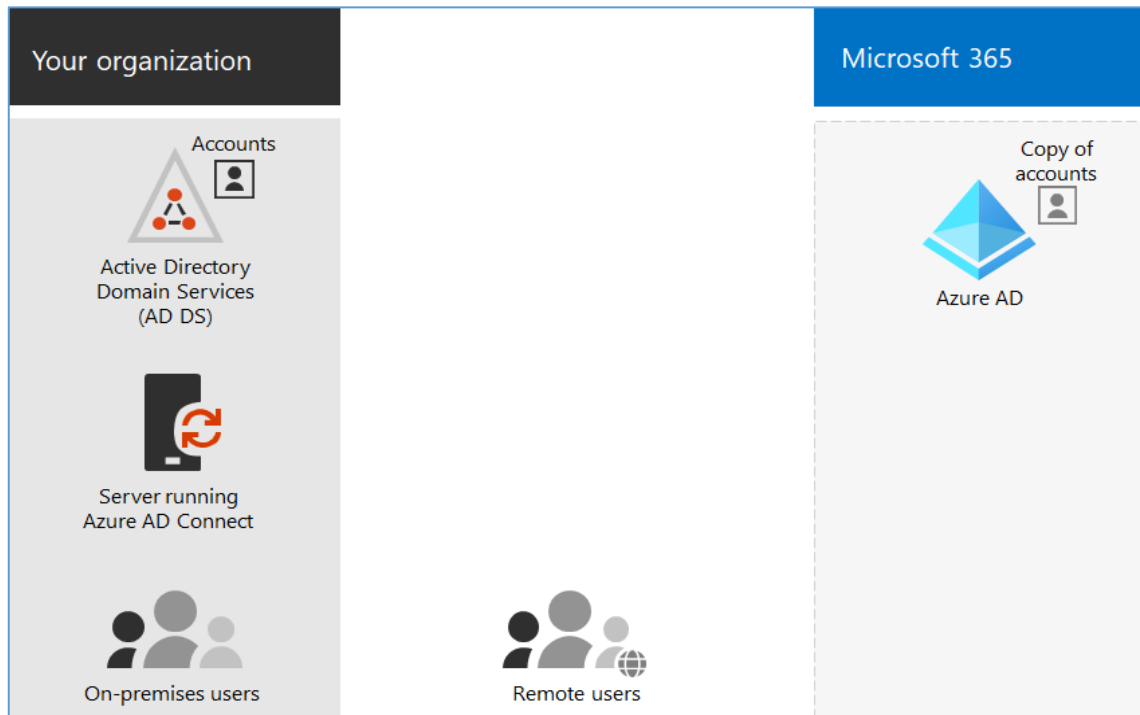 Your organization
Microsoft 365
Accounts
Copy of
accounts
Active Directory
Domain Services
(AD DS)
Azure AD
Server running
Azure AD Connect
On-premises users
Remote users